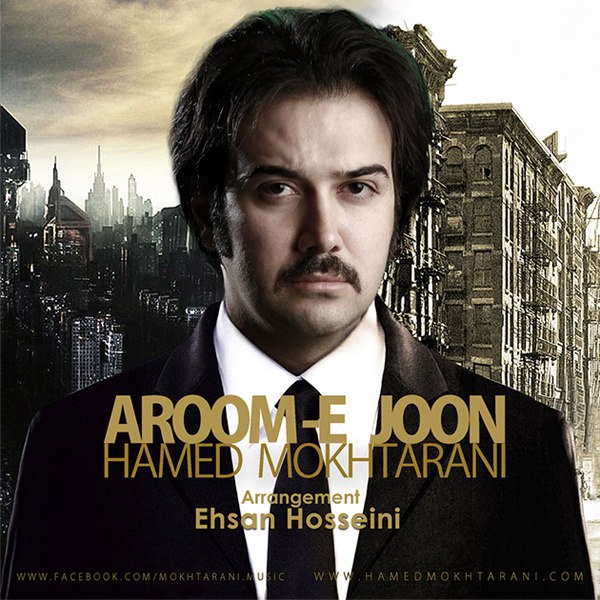 AROOM-E JOON
HAMED MOKHTARANI
Arrangement
Ehsan Hosseini
WWW.FACEBOOK.COM/MOKHTARANI.MUSIC WWW.HAMEDMOKHTARANI.COM